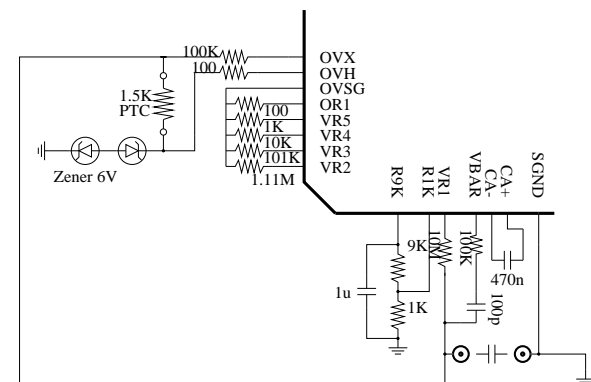 100K
100
OVX
OVH
OVSG
OR1
VR5
VR4
VR3
VR2
1.5K
PTC
100
1K
10K
101K
1.11M
Zener 6V
R9K
R1K
VR1
VBAR
CA-
CA+
SGND
9K
10M
100K
470n
1u
1K
100p